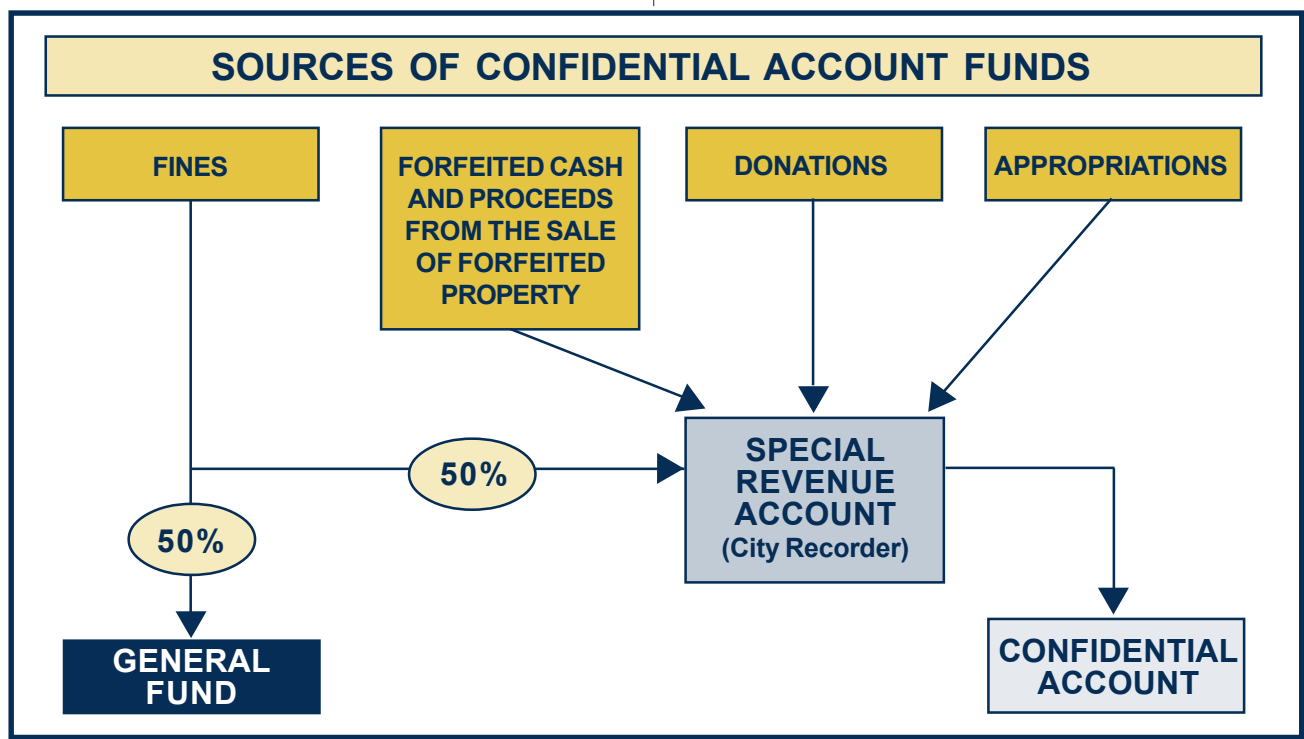 SOURCES OF CONFIDENTIAL ACCOUNT FUNDS
FINES
FORFEITED CASH
AND PROCEEDS
FROM THE SALE
OF FORFEITED
PROPERTY
DONATIONS
APPROPRIATIONS
50%
50%
SPECIAL
REVENUE
ACCOUNT
(City Recorder)
GENERAL
FUND
CONFIDENTIAL
ACCOUNT